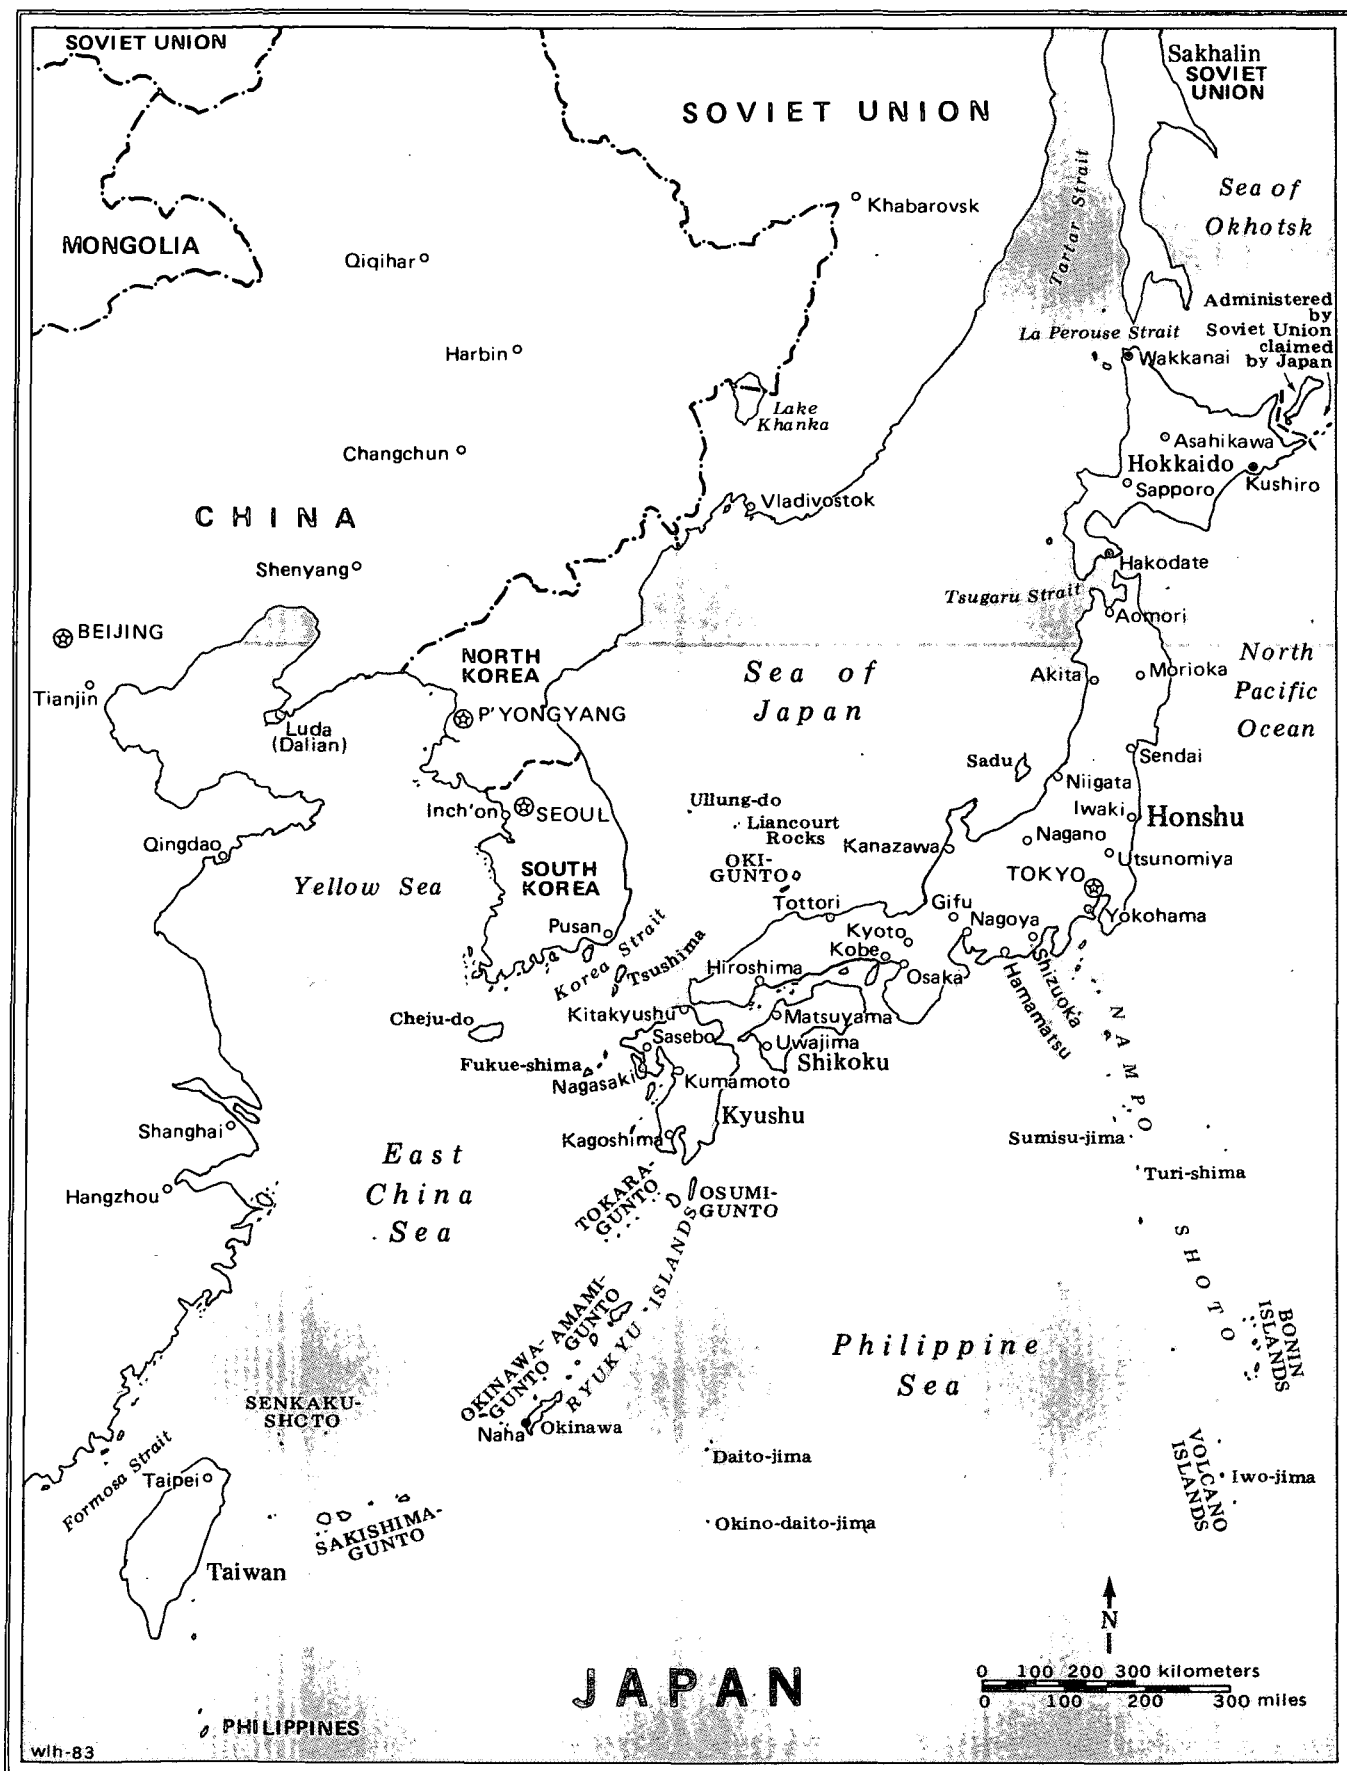 SOVIET UNION
Sakhalin
SOVIET
UNION
SOVIET UNION
Tartar Strait
Sea of
Okhotsk
Khabarovsk
MONGOLIA
Qiqihar
Administered
by
Soviet Union
claimed
by Japan
La Perouse Strait
Wakkanai
Harbin
Lake
Khanka
Asahikawa
Changchun
Hokkaido
Sapporo
Kushiro
Vladivostok
CHINA
Shenyang
Hakodate
Tsugaru Strait
Aomori
BEIJING
NORTH
KOREA
Sea of
Japan
North
Pacific
Ocean
Akita
Morioka
Tianjin
P'YONGYANG
Luda
(Dalian)
Sendai
Sadu
Niigata
Inch'on
SEOUL
Ullung-do
Liancourt
Rocks
Iwaki
Honshu
Qingdao
Kanazawa
Nagano
Utsunomiya
OKI-
GUNTO
Yellow Sea
SOUTH
KOREA
TOKYO
Tottori
Gifu
Nagoya
Yokohama
Pusan
Korea Strait
Tsushima
Kyoto
Kobe
Osaka
Shizuoka
Hamamatsu
Hiroshima
Cheju-do
Kitakyushu
Matsuyama
Sasebo
Uwajima
Shikoku
Fukue-shima
Nagasaki
Kumamoto
Kyushu
NAMPO
Shanghai
Kagoshima
Sumisu-jima
East
China
Sea
Turi-shima
Hangzhou
TOKARA-
GUNTO
OSUMI-
GUNTO
SHOTO
RYUKYU ISLANDS
AMAMI-
GUNTO
OKINAWA-
GUNTO
BONIN
ISLANDS
Philippine
Sea
SENKAKU-
SHOTO
Naha
Okinawa
Formosa Strait
Daito-jima
VOLCANO
ISLANDS
Iwo-jima
Taipei
SAKISHIMA-
GUNTO
Okino-daito-jima
Taiwan
N
JAPAN
0 100 200 300 kilometers
0 100 200 300 miles
PHILIPPINES
wlh-83